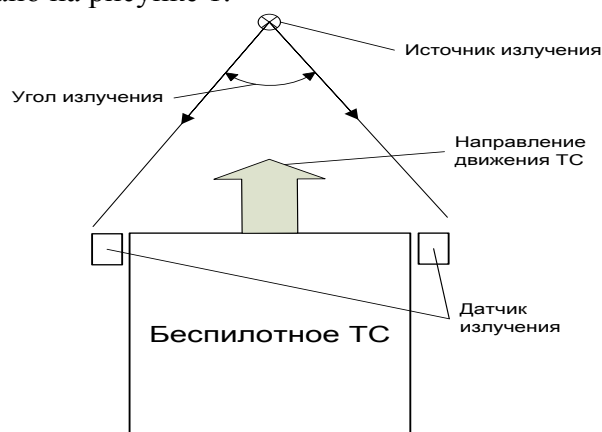 Источник излучения
Угол излучения
Направление
движения ТС
Датчик
излучения
Беспилотное ТС